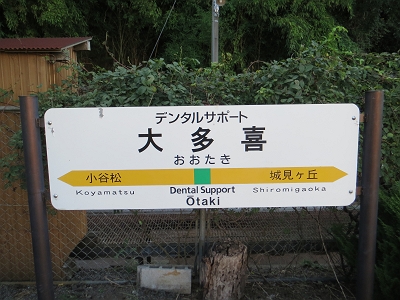 デンタルサポート
大多喜
おおたき
小谷松
Koyamatsu
城見ヶ丘
Shiromigaoka
Dental Support
Ōtaki